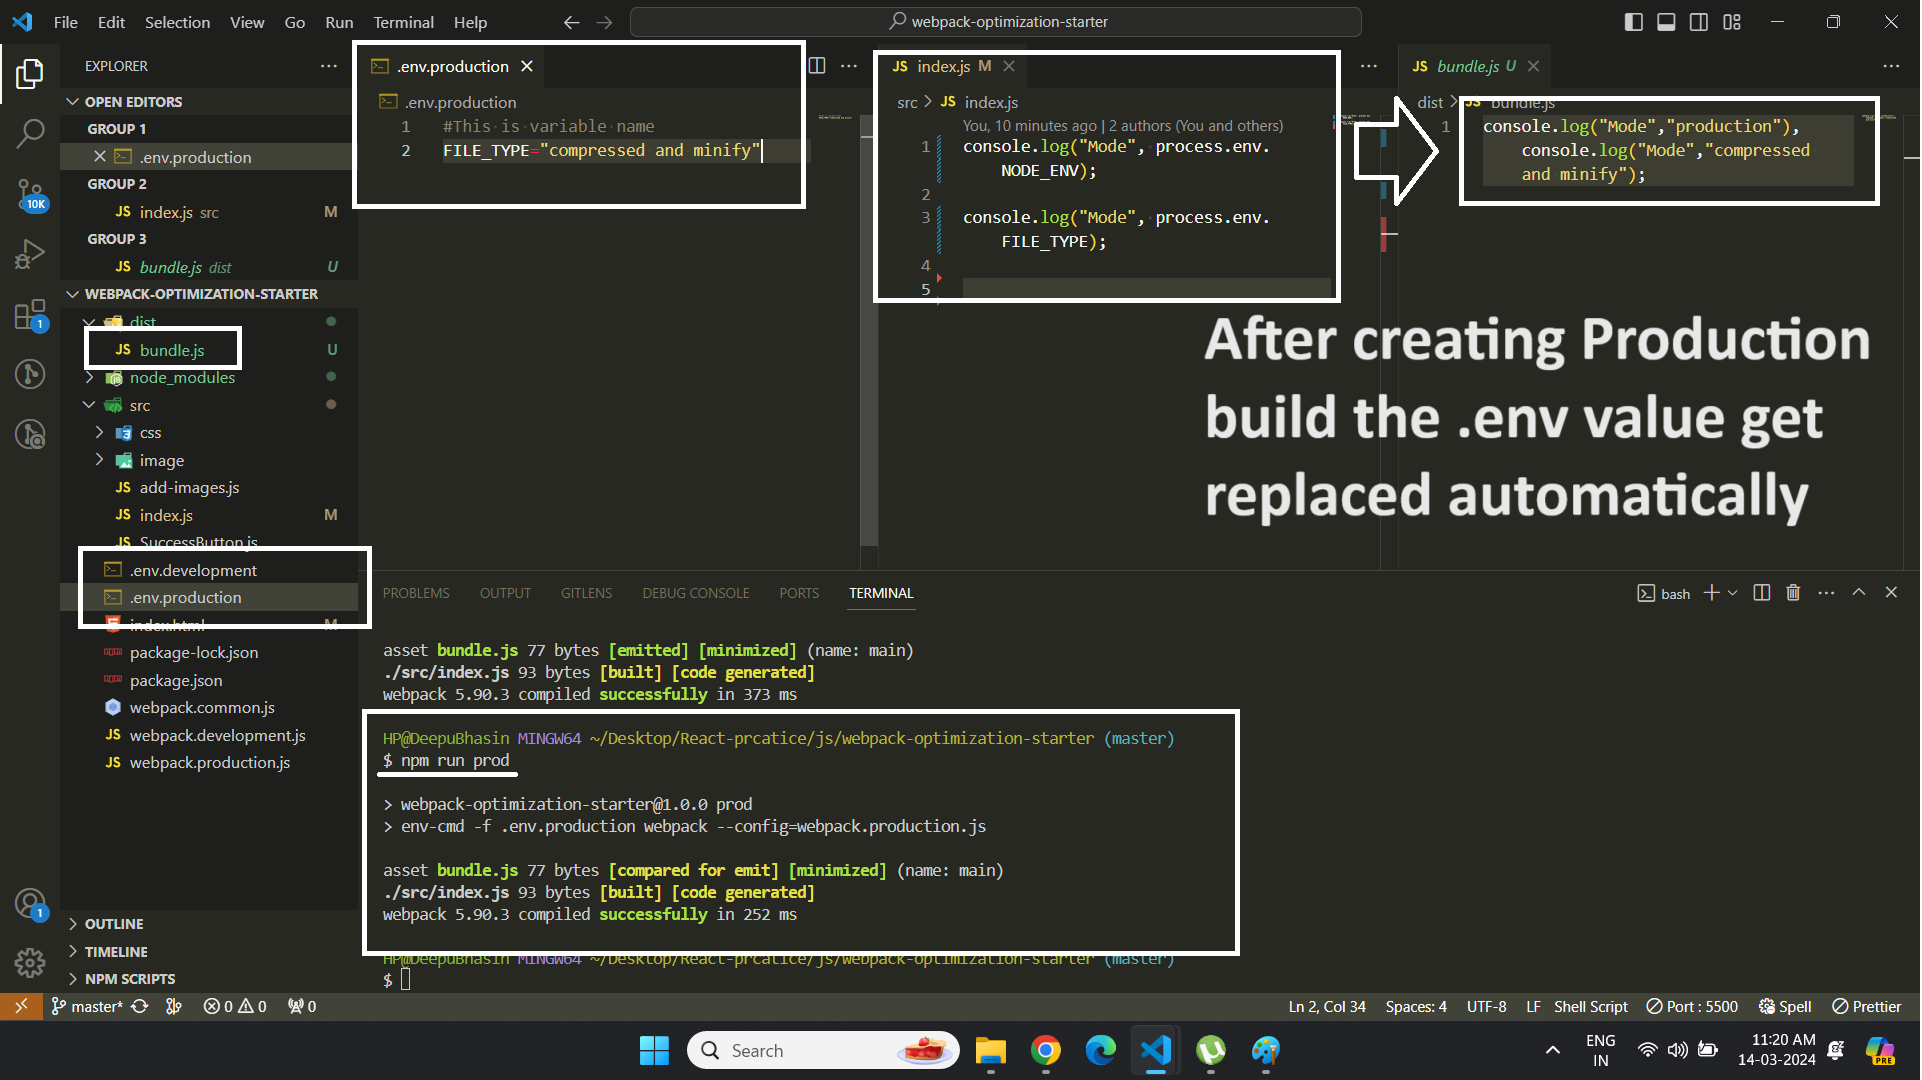 File Edit Selection View Go Run Terminal Help
webpack-optimization-starter
EXPLORER
OPEN EDITORS
GROUP 1
.env.production
GROUP 2
JS index.js src M
GROUP 3
JS bundle.js dist U
WEBPACK-OPTIMIZATION-STARTER
dist
JS bundle.js U
node_modules
src
css
image
JS add-images.js
JS index.js M
JS SuccessButton.js
.env.development
.env.production
index.html M
package-lock.json
package.json
webpack.common.js
JS webpack.development.js
JS webpack.production.js
OUTLINE
TIMELINE
NPM SCRIPTS
10K
1
1
.env.production
.env.production
1 #This is variable name
2 FILE_TYPE="compressed and minify"
JS index.js M
src > JS index.js
You, 10 minutes ago | 2 authors (You and others)
1 console.log("Mode", process.env.
NODE_ENV);
2
3 console.log("Mode", process.env.
FILE_TYPE);
4
5
JS bundle.js U
dist > JS bundle.js
1 console.log("Mode","production"),
console.log("Mode","compressed
and minify");
After creating Production
build the .env value get
replaced automatically
PROBLEMS OUTPUT GITLENS DEBUG CONSOLE PORTS TERMINAL
bash
asset bundle.js 77 bytes [emitted] [minimized] (name: main)
./src/index.js 93 bytes [built] [code generated]
webpack 5.90.3 compiled successfully in 373 ms
HP@DeepuBhasin MINGW64 ~/Desktop/React-prcatice/js/webpack-optimization-starter (master)
$ npm run prod
> webpack-optimization-starter@1.0.0 prod
> env-cmd -f .env.production webpack --config=webpack.production.js
asset bundle.js 77 bytes [compared for emit] [minimized] (name: main)
./src/index.js 93 bytes [built] [code generated]
webpack 5.90.3 compiled successfully in 252 ms
HP@DeepuBhasin MINGW64 ~/Desktop/React-prcatice/js/webpack-optimization-starter (master)
$
master* 0 0 0
Ln 2, Col 34 Spaces: 4 UTF-8 LF Shell Script Port : 5500 Spell Prettier
Search
ENG
IN
11:20 AM
14-03-2024
PRE